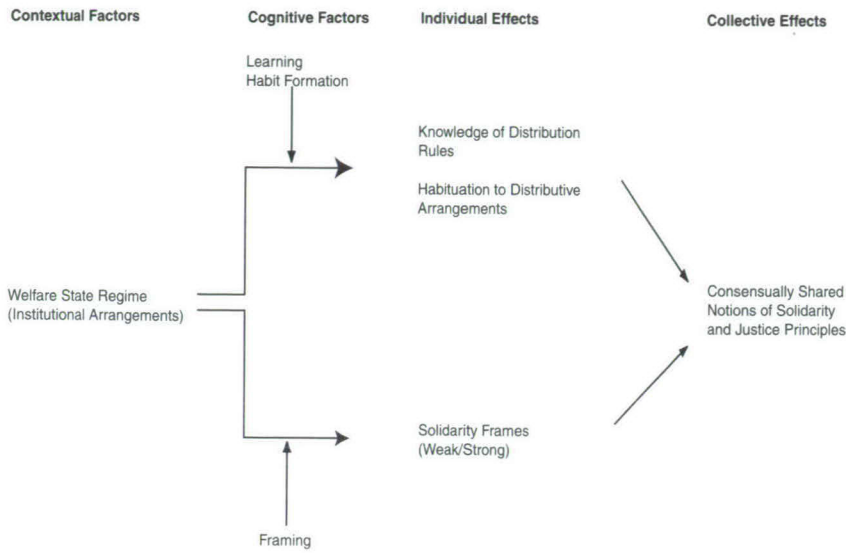 Contextual Factors
Cognitive Factors
Individual Effects
Collective Effects
Learning
Habit Formation
Knowledge of Distribution
Rules
Habituation to Distributive
Arrangements
Welfare State Regime
(Institutional Arrangements)
Consensually Shared
Notions of Solidarity
and Justice Principles
Solidarity Frames
(Weak/Strong)
Framing